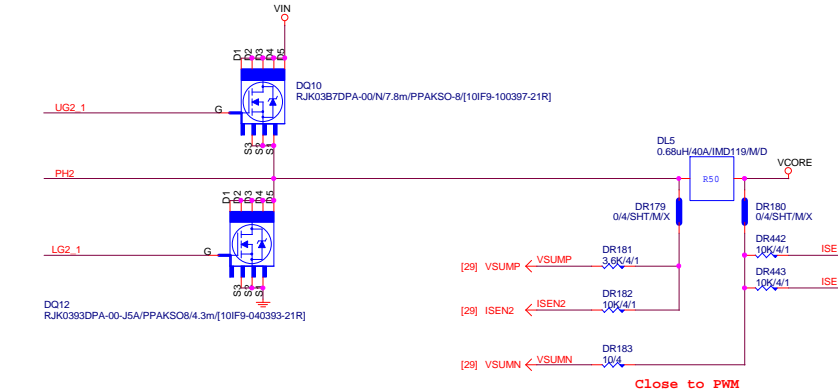 VIN
D1
D2
D3
D4
D5
DQ10
RJK03B7DPA-00/N/7.8m/PPAKSO-8/[10IF9-100397-21R]
UG2_1
G
S3
S2
S1
DL5
0.68uH/40A/IMD119/M/D
VCORE
PH2
R50
D1
D2
D3
D4
D5
DR179
0/4/SHT/M/X
DR180
0/4/SHT/M/X
DR442
10K/4/1
ISE
LG2_1
G
DR181
3.6K/4/1
[29] VSUMP
VSUMP
DR443
10K/4/1
ISE
S3
S2
S1
DQ12
RJK0393DPA-00-J5A/PPAKSO8/4.3m/[10IF9-040393-21R]
DR182
10K/4/1
[29] ISEN2
ISEN2
DR183
10/4
[29] VSUMN
VSUMN
Close to PWM